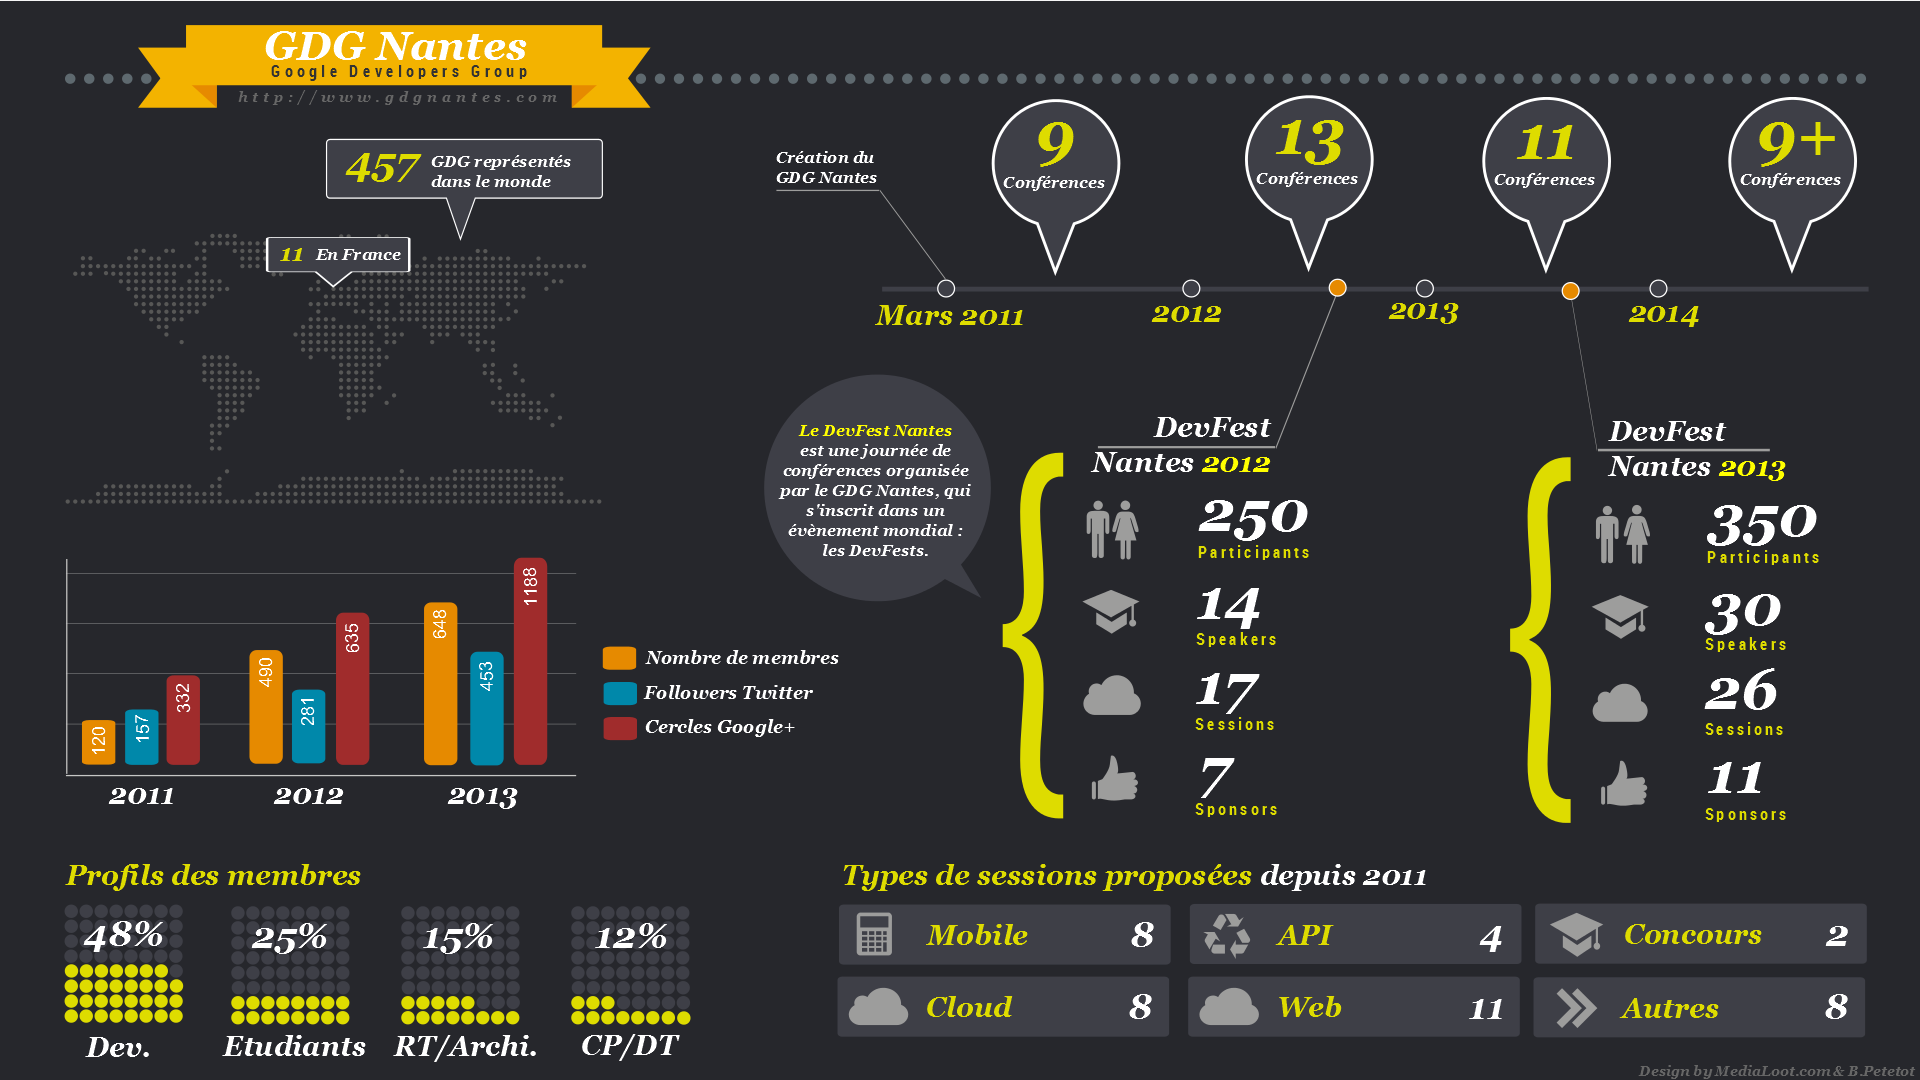 GDG Nantes
Google Developers Group
http://www.gdgnantes.com
457 GDG représentés
dans le monde
11 En France
Création du
GDG Nantes
9
Conférences
13
Conférences
11
Conférences
9+
Conférences
Mars 2011
2012
2013
2014
Le DevFest Nantes
est une journée de
conférences organisée
par le GDG Nantes, qui
s'inscrit dans un
évènement mondial :
les DevFests.
DevFest
Nantes 2012
250
Participants
14
Speakers
17
Sessions
7
Sponsors
DevFest
Nantes 2013
350
Participants
30
Speakers
26
Sessions
11
Sponsors
120
157
332
490
281
635
648
453
1188
2011
2012
2013
Nombre de membres
Followers Twitter
Cercles Google+
Profils des membres
48%
Dev.
25%
Etudiants
15%
RT/Archi.
12%
CP/DT
Types de sessions proposées depuis 2011
Mobile 8
API 4
Concours 2
Cloud 8
Web 11
Autres 8
Design by MediaLoot.com & B.Petetot